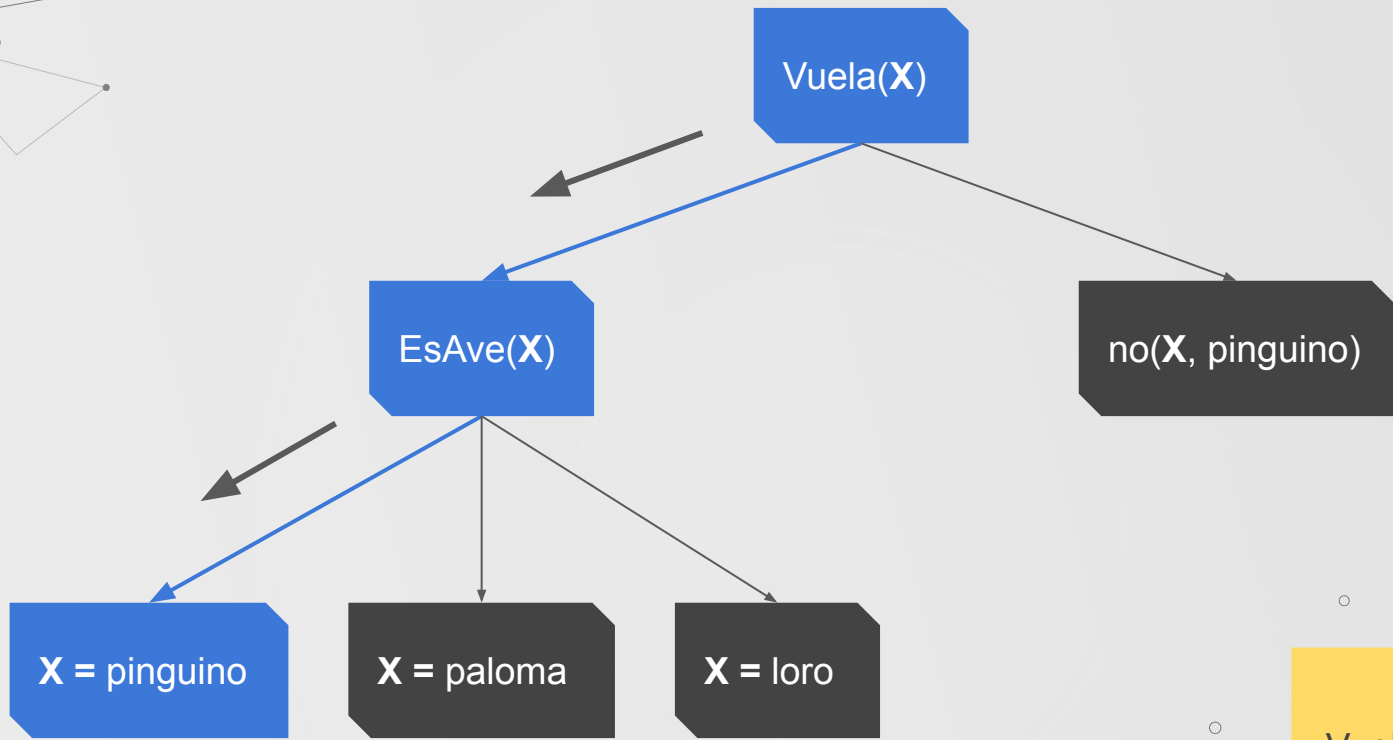 Vuela(X)
EsAve(X)
no(X, pinguino)
X = pinguino
X = paloma
X = loro